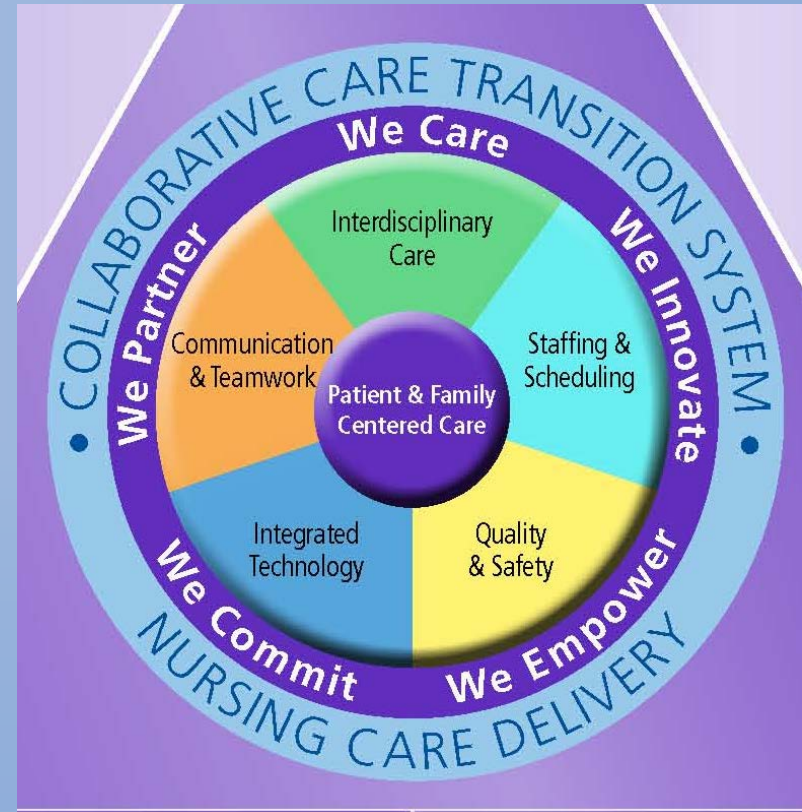 COLLABORATIVE CARE TRANSITION SYSTEM
We Care
We Partner
We Innovate
Interdisciplinary
Care
Communication
& Teamwork
Staffing &
Scheduling
Patient & Family
Centered Care
Integrated
Technology
Quality
& Safety
We Commit
We Empower
• NURSING CARE DELIVERY •